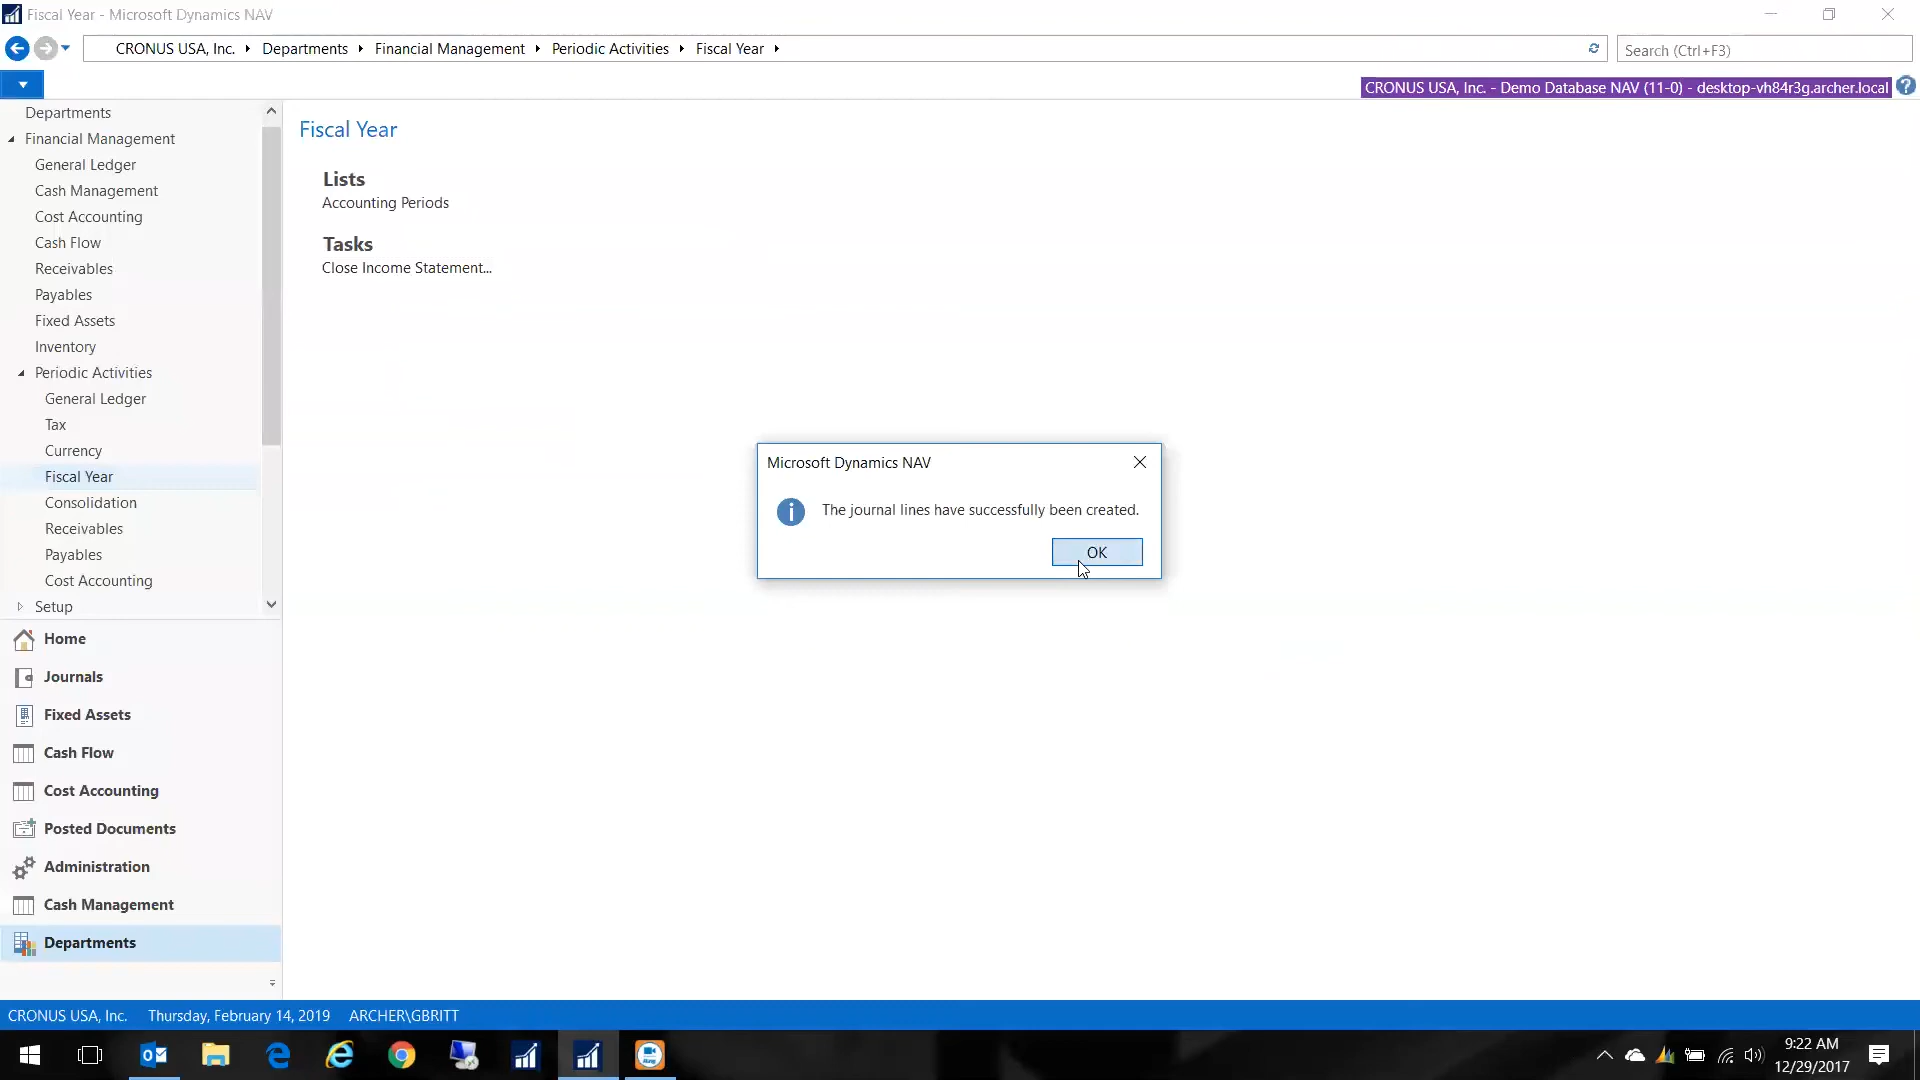 Fiscal Year - Microsoft Dynamics NAV
CRONUS USA, Inc. Departments Financial Management Periodic Activities Fiscal Year
Search (Ctrl+F3)
CRONUS USA, Inc. - Demo Database NAV (11-0) - desktop-vh84r3g.archer.local
?
Departments
Financial Management
General Ledger
Cash Management
Cost Accounting
Cash Flow
Receivables
Payables
Fixed Assets
Inventory
Periodic Activities
General Ledger
Tax
Currency
Fiscal Year
Consolidation
Receivables
Payables
Cost Accounting
Setup
Home
Journals
Fixed Assets
Cash Flow
Cost Accounting
Posted Documents
Administration
Cash Management
Departments
Fiscal Year
Lists
Accounting Periods
Tasks
Close Income Statement...
Microsoft Dynamics NAV
The journal lines have successfully been created.
OK
CRONUS USA, Inc. Thursday, February 14, 2019 ARCHER\GBRITT
9:22 AM
12/29/2017